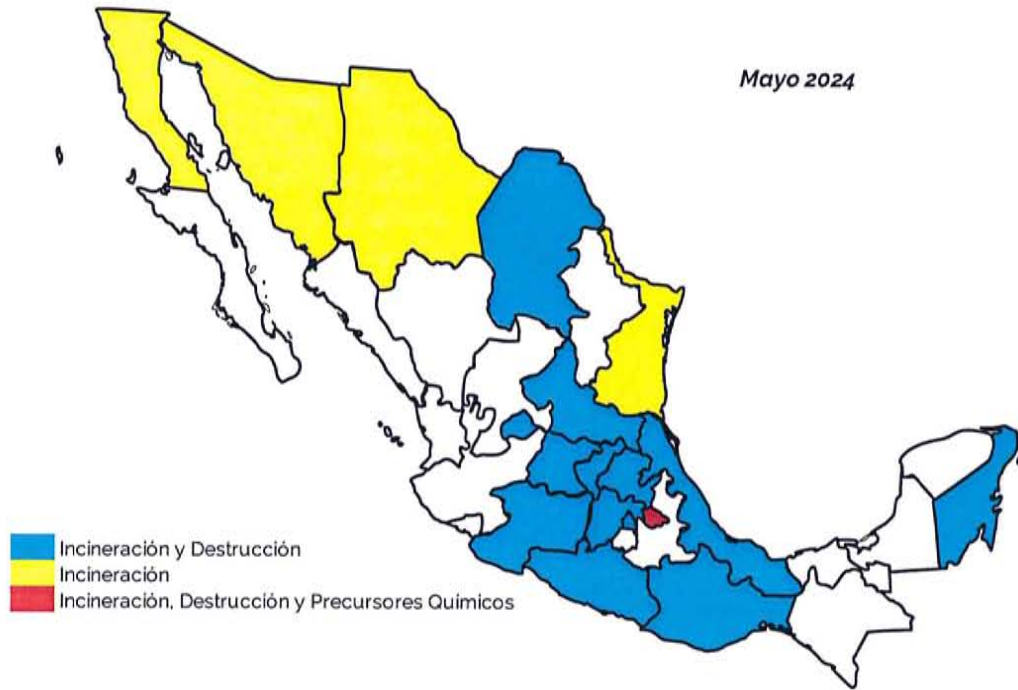 Mayo 2024
Incineración y Destrucción
Incineración
Incineración, Destrucción y Precursores Químicos